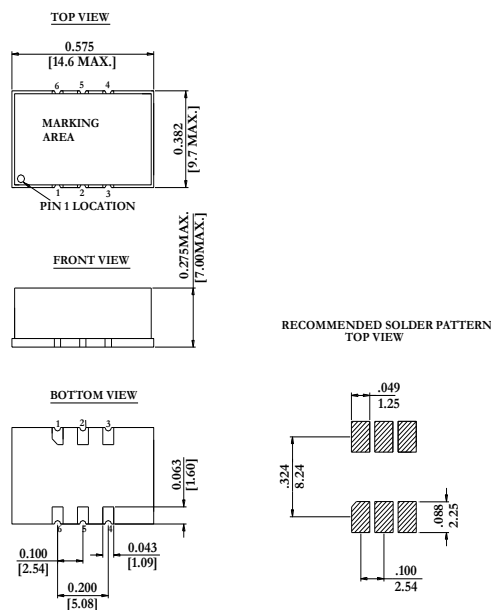 TOP VIEW
0.575
[14.6 MAX.]
6 5 4
MARKING
AREA
0.382
[9.7 MAX.]
1 2 3
PIN 1 LOCATION
FRONT VIEW
0.275MAX.
[7.00MAX.]
RECOMMENDED SOLDER PATTERN
TOP VIEW
BOTTOM VIEW
1 2 3
0.063
[1.60]
6 5 4
0.100
[2.54]
0.043
[1.09]
0.200
[5.08]
.049
1.25
.324
8.24
.088
2.25
.100
2.54